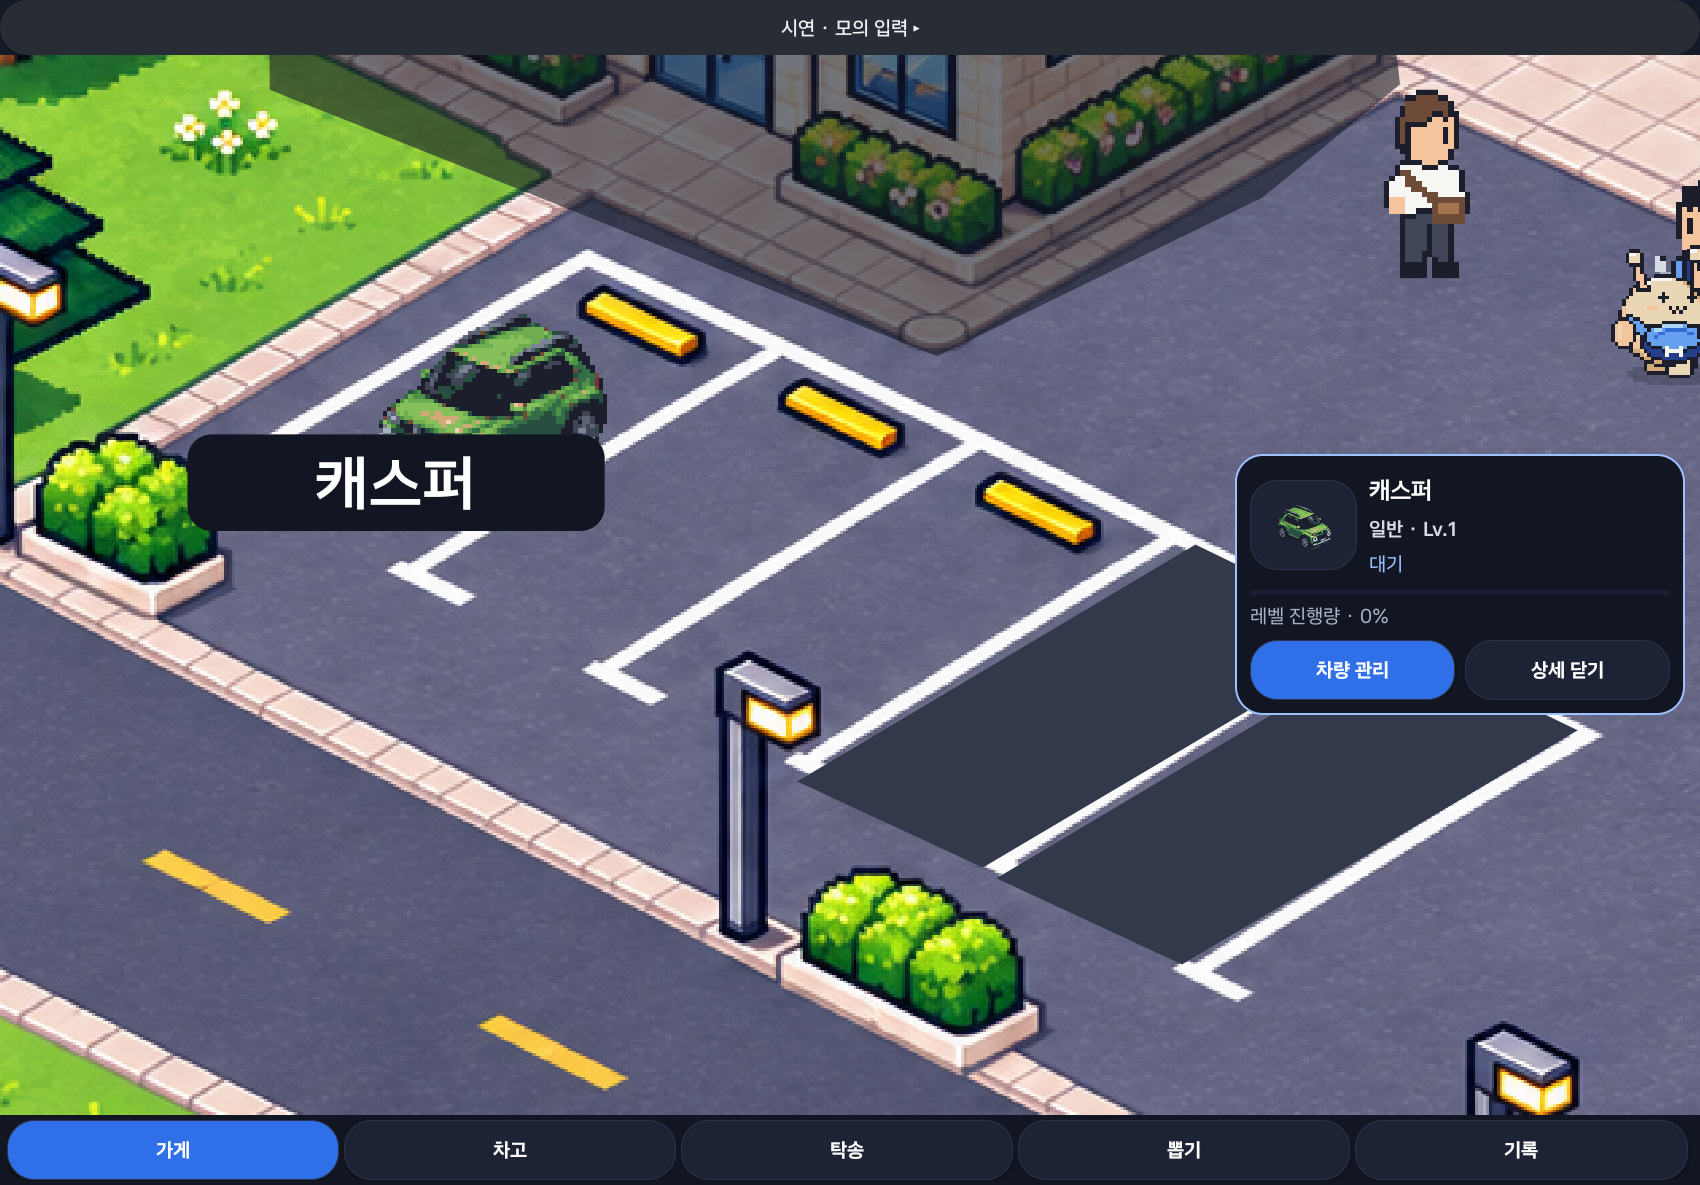 시연 · 모의 입력 ▸
캐스퍼
캐스퍼
일반 · Lv.1
대기
레벨 진행량 · 0%
차량 관리
상세 닫기
가게
차고
탁송
뽑기
기록